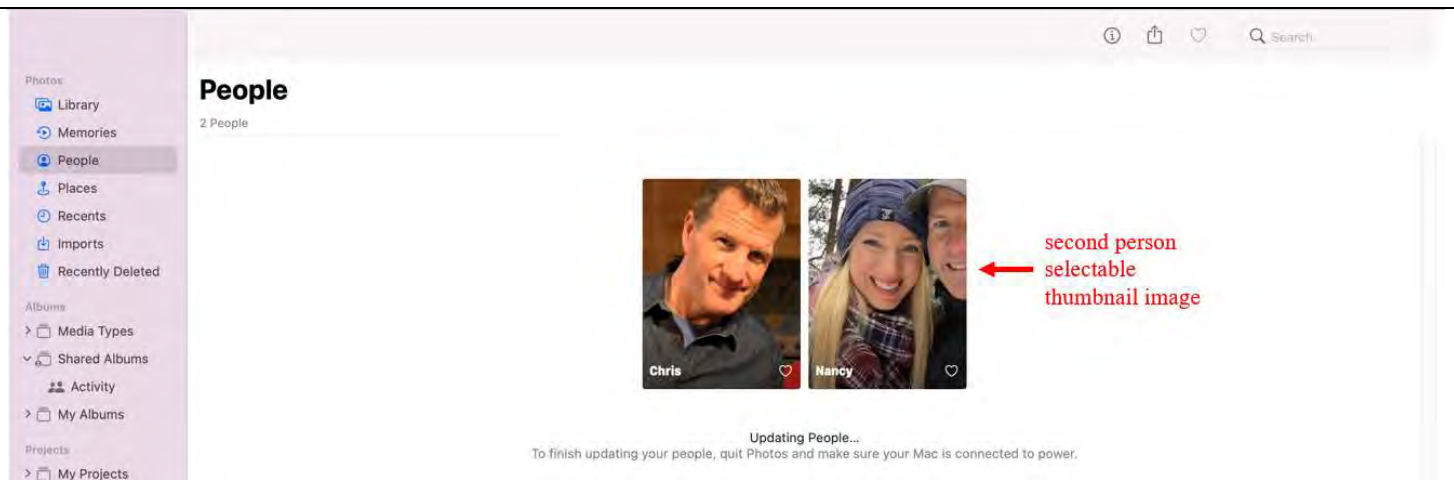 Search
Photos
Library
Memories
People
Places
Recents
Imports
Recently Deleted
Albums
Media Types
Shared Albums
Activity
My Albums
Projects
My Projects
People
2 People
Chris
Nancy
second person
selectable
thumbnail image
Updating People...
To finish updating your people, quit Photos and make sure your Mac is connected to power.